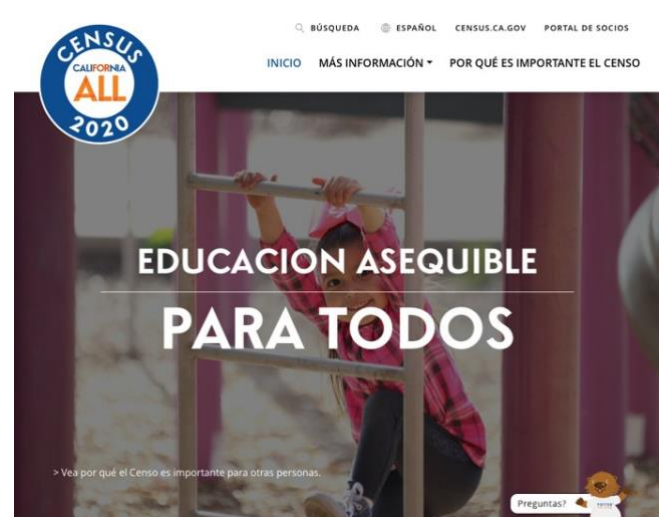 CENSUS
CALIFORNIA
ALL
2020
BÚSQUEDA ESPAÑOL CENSUS.CA.GOV PORTAL DE SOCIOS
INICIO MÁS INFORMACIÓN POR QUÉ ES IMPORTANTE EL CENSO
EDUCACION ASEQUIBLE
PARA TODOS
> Vea por qué el Censo es importante para otras personas.
Preguntas?